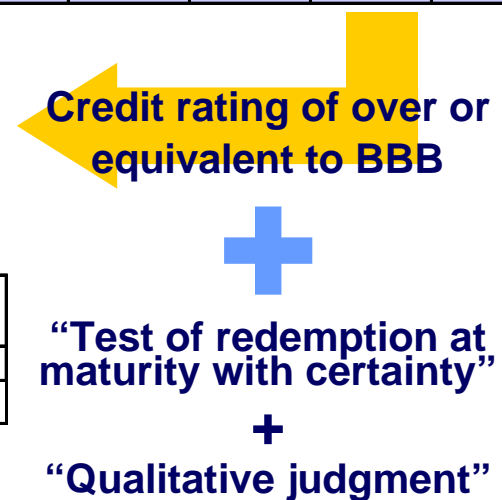 Credit rating of over or
equivalent to BBB
“Test of redemption at
maturity with certainty”
+
“Qualitative judgment”